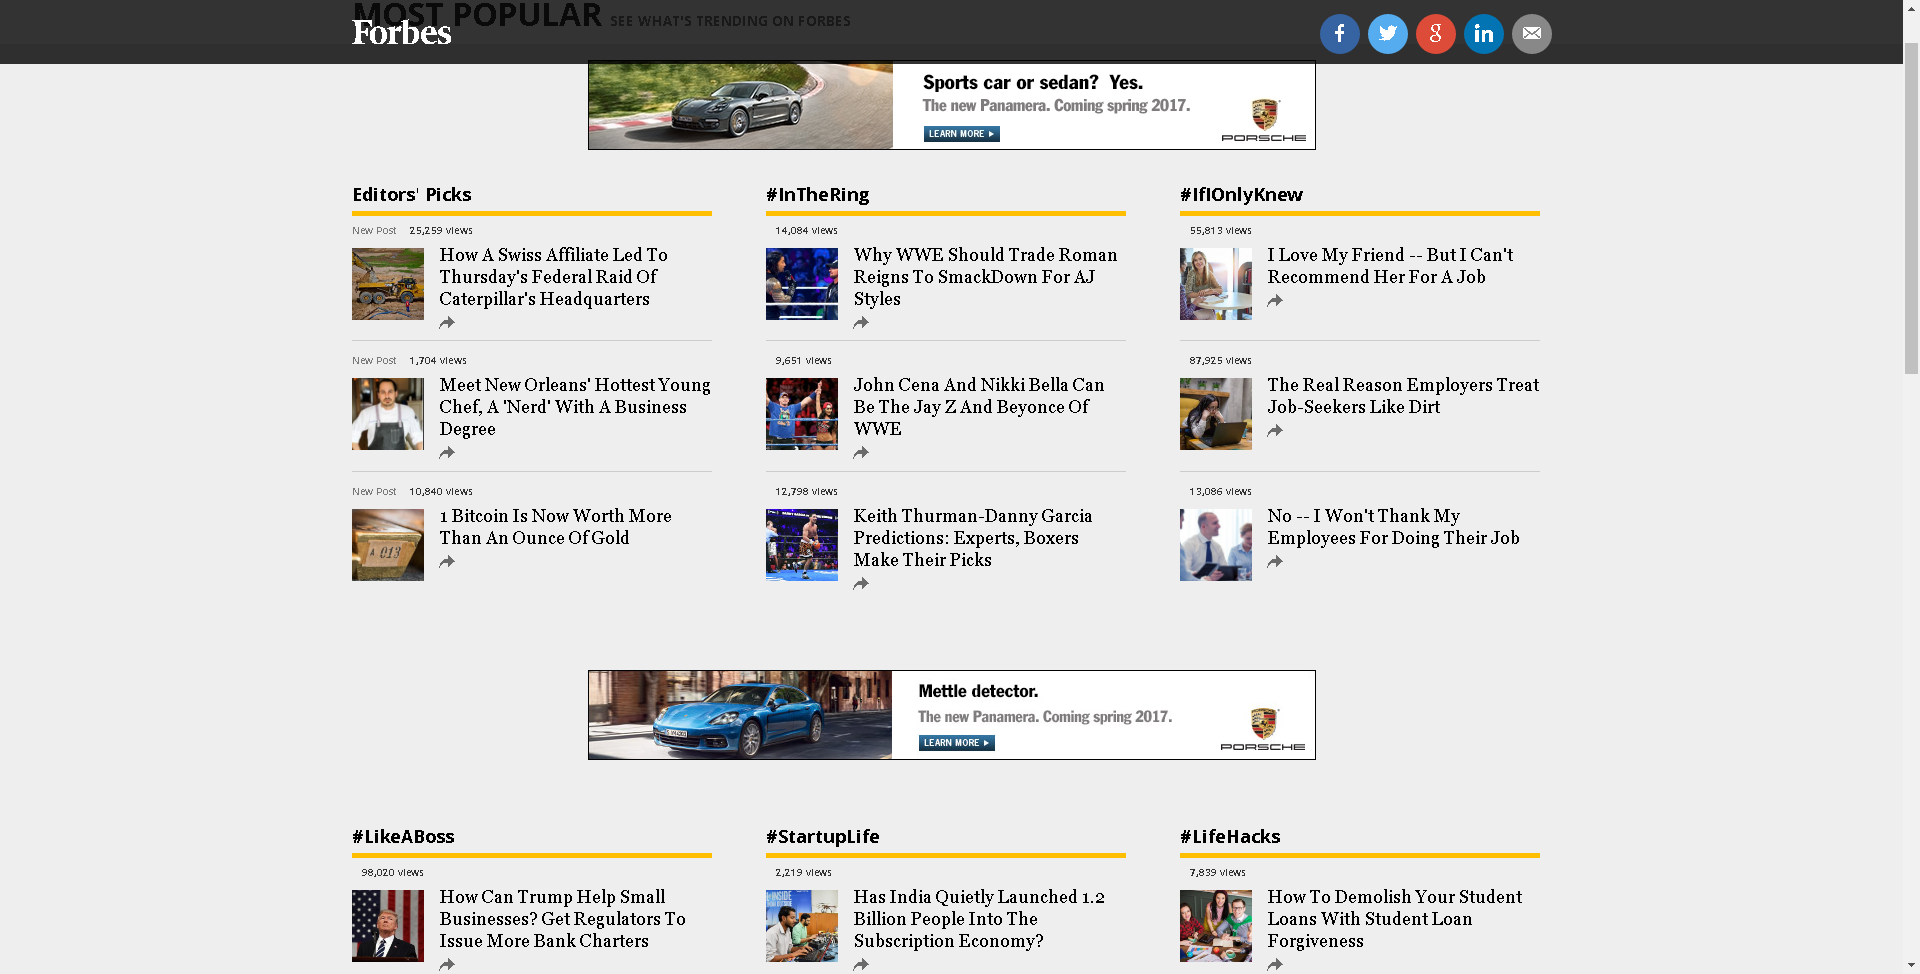 MOST POPULAR SEE WHAT'S TRENDING ON FORBES
Forbes
Sports car or sedan? Yes.
The new Panamera. Coming spring 2017.
LEARN MORE
PORSCHE
Editors' Picks
New Post 25,259 views
How A Swiss Affiliate Led To
Thursday's Federal Raid Of
Caterpillar's Headquarters
New Post 1,704 views
Meet New Orleans' Hottest Young
Chef, A 'Nerd' With A Business
Degree
New Post 10,840 views
A 013
1 Bitcoin Is Now Worth More
Than An Ounce Of Gold
#InTheRing
14,084 views
Why WWE Should Trade Roman
Reigns To SmackDown For AJ
Styles
9,651 views
John Cena And Nikki Bella Can
Be The Jay Z And Beyonce Of
WWE
12,798 views
Keith Thurman-Danny Garcia
Predictions: Experts, Boxers
Make Their Picks
#IfIOnlyKnew
55,813 views
I Love My Friend -- But I Can't
Recommend Her For A Job
87,925 views
The Real Reason Employers Treat
Job-Seekers Like Dirt
13,086 views
No -- I Won't Thank My
Employees For Doing Their Job
Mettle detector.
The new Panamera. Coming spring 2017.
LEARN MORE
PORSCHE
#LikeABoss
98,020 views
How Can Trump Help Small
Businesses? Get Regulators To
Issue More Bank Charters
#StartupLife
2,219 views
INSIDE
Has India Quietly Launched 1.2
Billion People Into The
Subscription Economy?
#LifeHacks
7,839 views
How To Demolish Your Student
Loans With Student Loan
Forgiveness